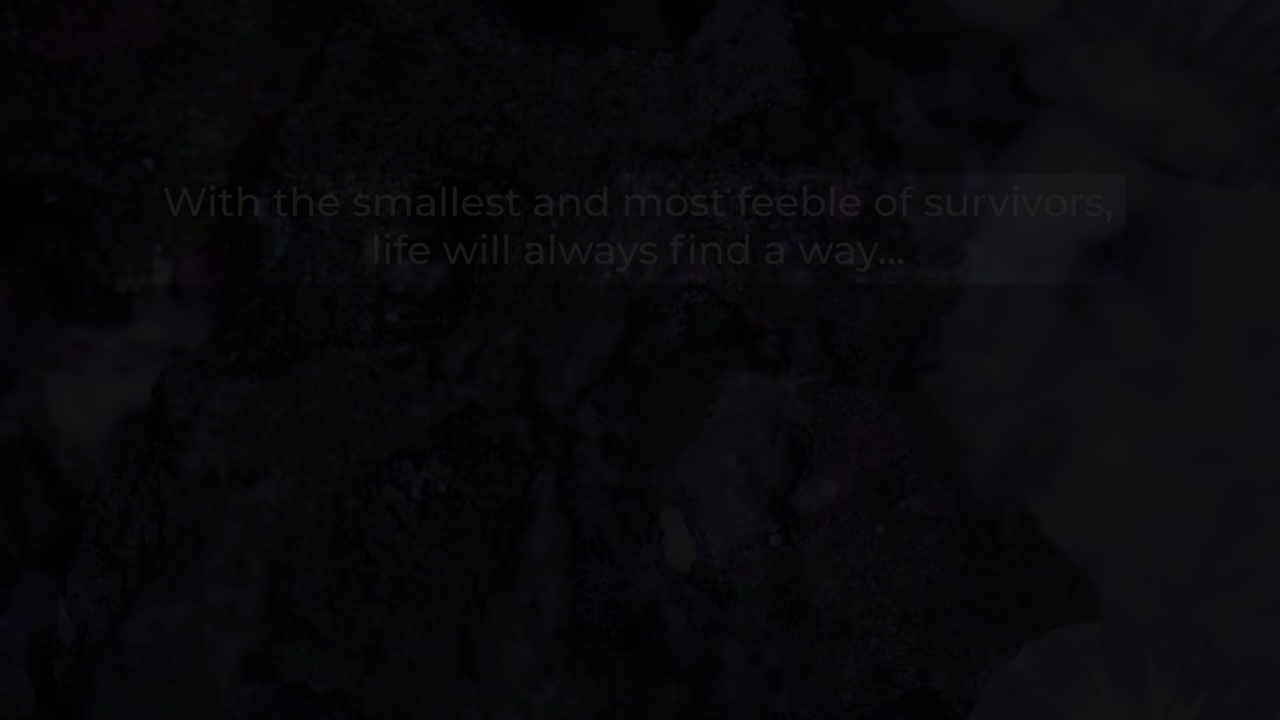 With the smallest and most feeble of survivors,
life will always find a way...